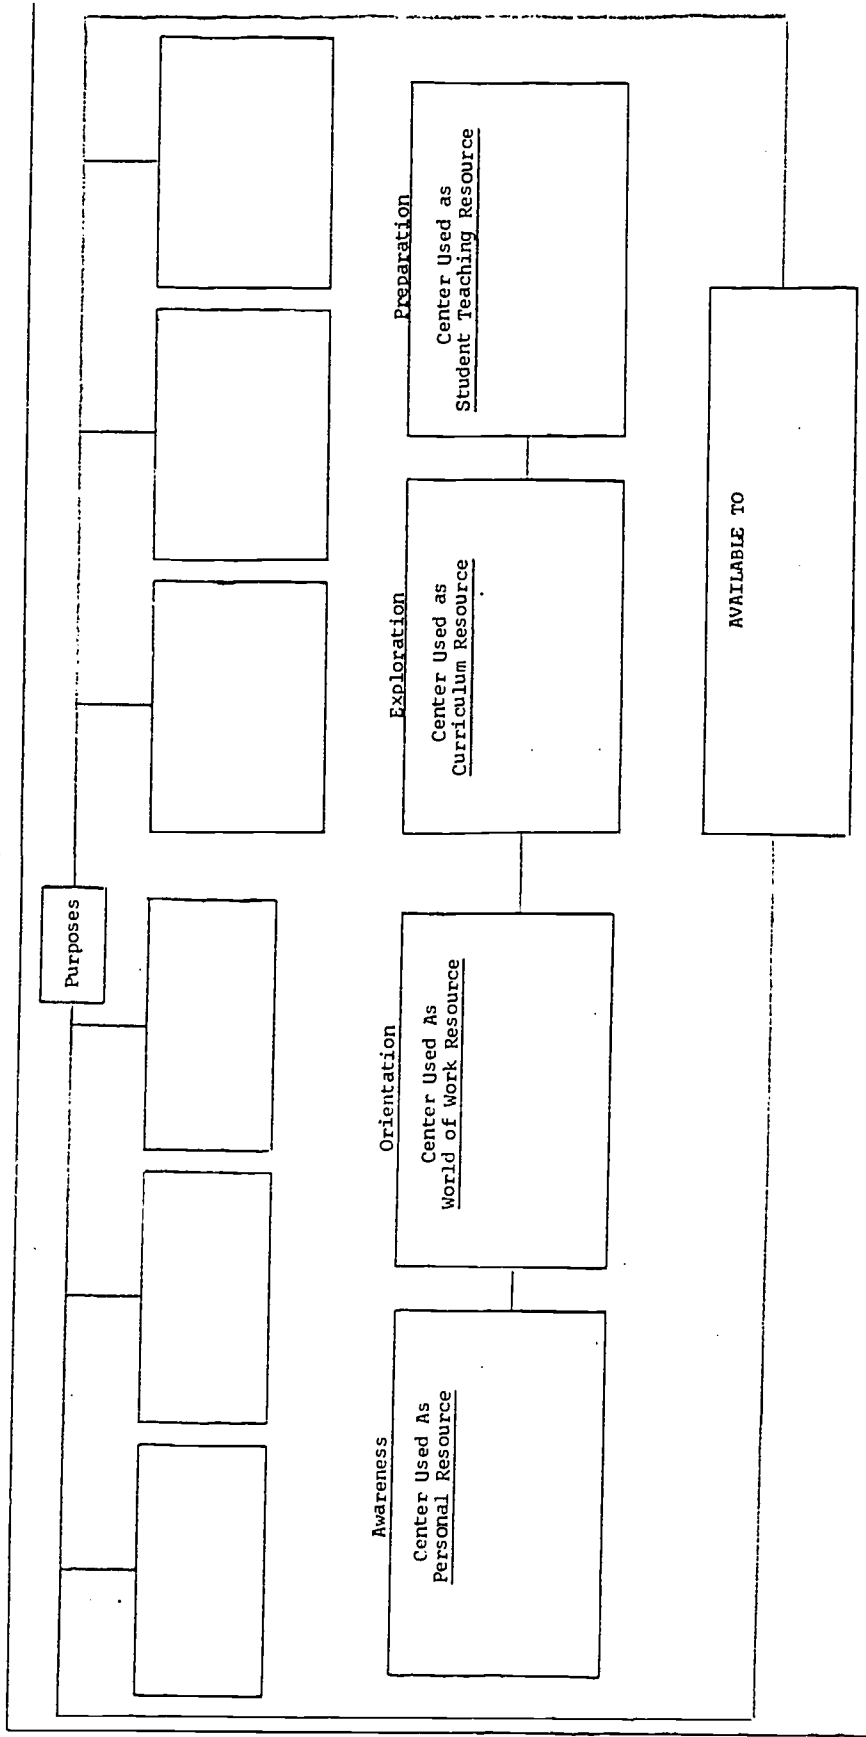 Purposes
Awareness
Center Used As
Personal Resource
Orientation
Center Used As
World of Work Resource
Exploration
Center Used as
Curriculum Resource
Preparation
Center Used as
Student Teaching Resource
AVAILABLE TO